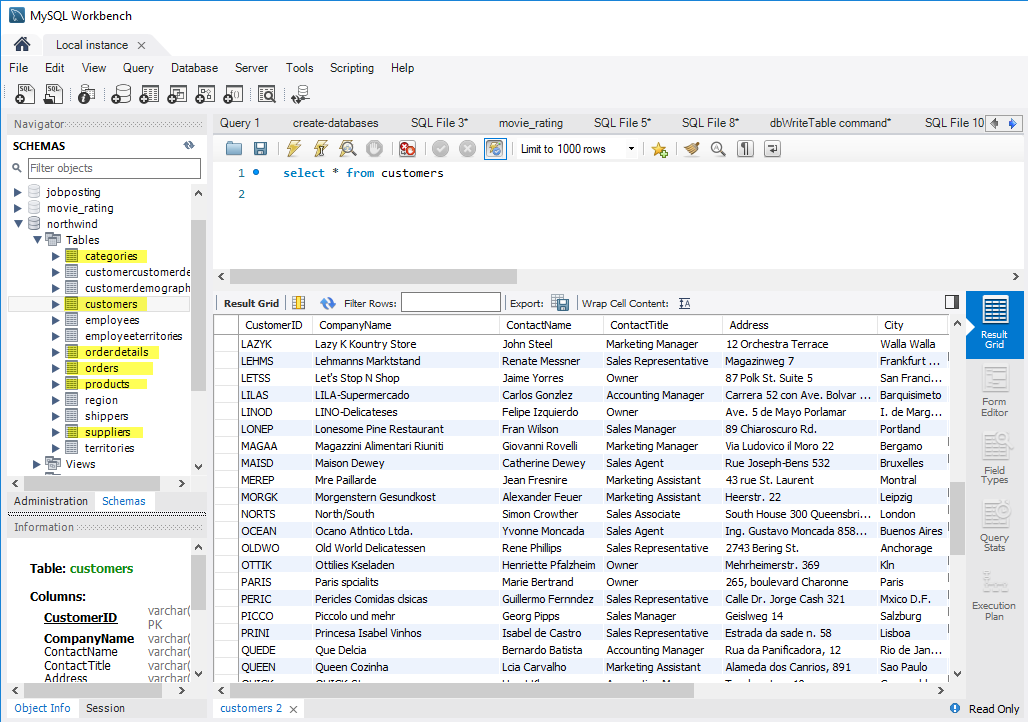 MySQL Workbench
Local instance
File Edit View Query Database Server Tools Scripting Help
Navigator
SCHEMAS
Filter objects
jobposting
movie_rating
northwind
Tables
categories
customercustomerde
customerdemograph
customers
employees
employeeterritories
orderdetails
orders
products
region
shippers
suppliers
territories
Views
Administration Schemas
Information
Table: customers
Columns:
CustomerID varchar(
PK
CompanyName varchar(
ContactName varchar(
ContactTitle varchar(
Address varchar(
Object Info Session
Query 1 create-databases SQL File 3* movie_rating SQL File 5* SQL File 8* dbWriteTable command* SQL File 10
Limit to 1000 rows
1 select * from customers
2
Result Grid Filter Rows: Export: Wrap Cell Content:
CustomerID CompanyName ContactName ContactTitle Address City
LAZYK Lazy K Kountry Store John Steel Marketing Manager 12 Orchestra Terrace Walla Walla
LEHMS Lehmanns Marktstand Renate Messner Sales Representative Magazinweg 7 Frankfurt ...
LETSS Let's Stop N Shop Jaime Yorres Owner 87 Polk St. Suite 5 San Franci...
LILAS LILA-Supermercado Carlos Gonzlez Accounting Manager Carrera 52 con Ave. Bolvar ... Barquisimeto
LINOD LINO-Delicateses Felipe Izquierdo Owner Ave. 5 de Mayo Porlamar I. de Marg...
LONEP Lonesome Pine Restaurant Fran Wilson Sales Manager 89 Chiaroscuro Rd. Portland
MAGAA Magazzini Alimentari Riuniti Giovanni Rovelli Marketing Manager Via Ludovico il Moro 22 Bergamo
MAISD Maison Dewey Catherine Dewey Sales Agent Rue Joseph-Bens 532 Bruxelles
MEREP Mre Paillarde Jean Fresnire Marketing Assistant 43 rue St. Laurent Montral
MORGK Morgenstern Gesundkost Alexander Feuer Marketing Assistant Heerstr. 22 Leipzig
NORTS North/South Simon Crowther Sales Associate South House 300 Queensbri... London
OCEAN Ocano Atlntico Ltda. Yvonne Moncada Sales Agent Ing. Gustavo Moncada 858... Buenos Aires
OLDWO Old World Delicatessen Rene Phillips Sales Representative 2743 Bering St. Anchorage
OTTIK Ottilies Kseladen Henriette Pfalzheim Owner Mehrheimerstr. 369 Kln
PARIS Paris spcialits Marie Bertrand Owner 265, boulevard Charonne Paris
PERIC Pericles Comidas clsicas Guillermo Fernndez Sales Representative Calle Dr. Jorge Cash 321 Mxico D.F.
PICCO Piccolo und mehr Georg Pipps Sales Manager Geislweg 14 Salzburg
PRINI Princesa Isabel Vinhos Isabel de Castro Sales Representative Estrada da sade n. 58 Lisboa
QUEDE Que Delcia Bernardo Batista Accounting Manager Rua da Panificadora, 12 Rio de Jan...
QUEEN Queen Cozinha Lcia Carvalho Marketing Assistant Alameda dos Canrios, 891 Sao Paulo
Result
Grid
Form
Editor
Field
Types
Query
Stats
Execution
Plan
customers 2
Read Only